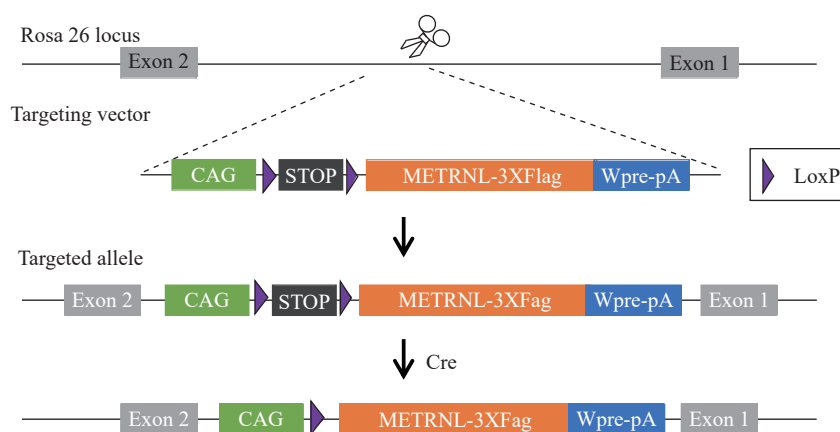 Rosa 26 locus
Exon 2
Exon 1
Targeting vector
CAG
STOP
METRNL-3XFlag
Wpre-pA
LoxP
Targeted allele
Exon 2
CAG
STOP
METRNL-3XFag
Wpre-pA
Exon 1
Cre
Exon 2
CAG
METRNL-3XFag
Wpre-pA
Exon 1